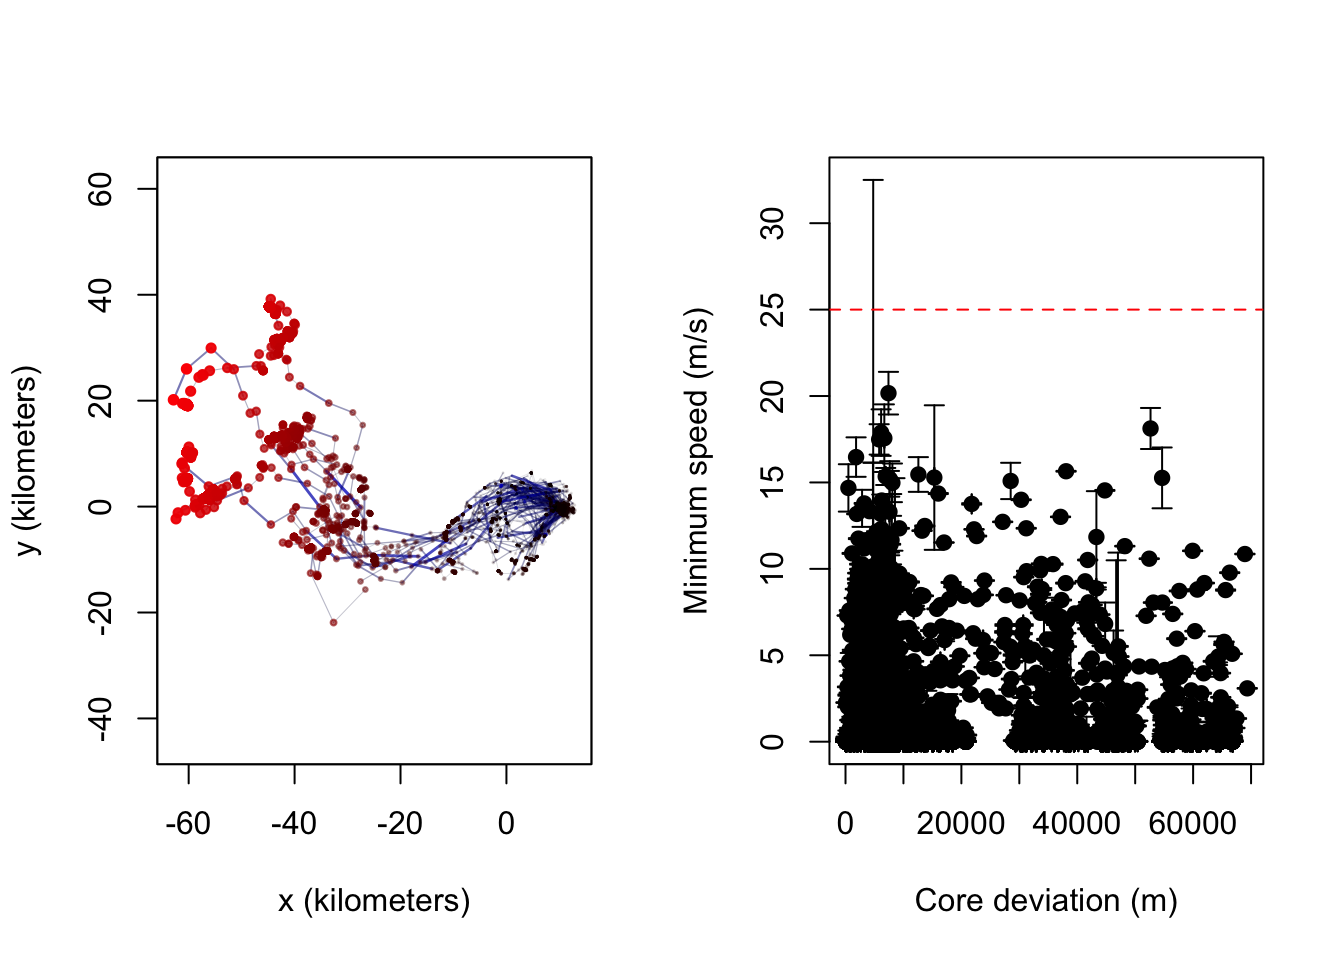 60
40
20
0
-20
-40
y (kilometers)
-60 -40 -20 0
x (kilometers)
30
25
20
15
10
5
0
Minimum speed (m/s)
0 20000 40000 60000
Core deviation (m)